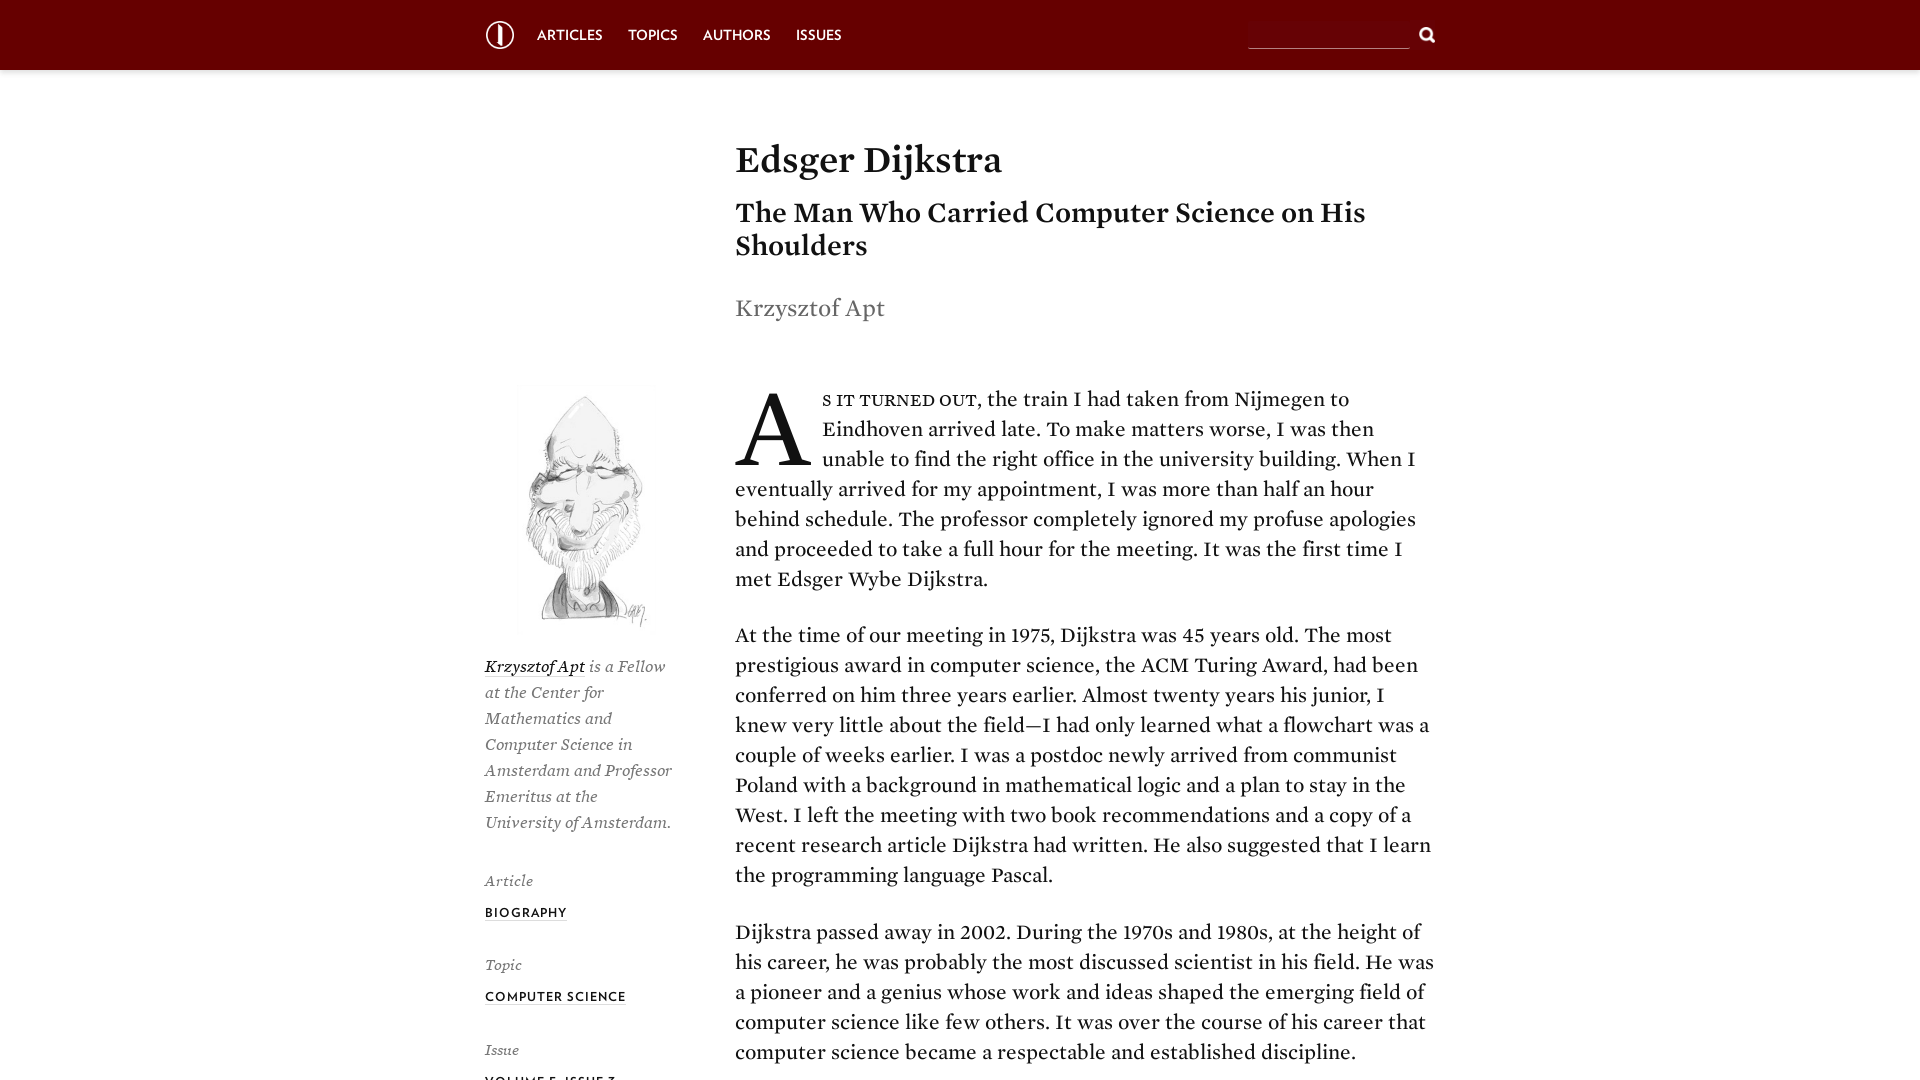 ARTICLES TOPICS AUTHORS ISSUES
Edsger Dijkstra
The Man Who Carried Computer Science on His
Shoulders
Krzysztof Apt
AS IT TURNED OUT, the train I had taken from Nijmegen to
Eindhoven arrived late. To make matters worse, I was then
unable to find the right office in the university building. When I
eventually arrived for my appointment, I was more than half an hour
behind schedule. The professor completely ignored my profuse apologies
and proceeded to take a full hour for the meeting. It was the first time I
met Edsger Wybe Dijkstra.
At the time of our meeting in 1975, Dijkstra was 45 years old. The most
prestigious award in computer science, the ACM Turing Award, had been
conferred on him three years earlier. Almost twenty years his junior, I
knew very little about the field—I had only learned what a flowchart was a
couple of weeks earlier. I was a postdoc newly arrived from communist
Poland with a background in mathematical logic and a plan to stay in the
West. I left the meeting with two book recommendations and a copy of a
recent research article Dijkstra had written. He also suggested that I learn
the programming language Pascal.
Dijkstra passed away in 2002. During the 1970s and 1980s, at the height of
his career, he was probably the most discussed scientist in his field. He was
a pioneer and a genius whose work and ideas shaped the emerging field of
computer science like few others. It was over the course of his career that
computer science became a respectable and established discipline.
Krzysztof Apt is a Fellow
at the Center for
Mathematics and
Computer Science in
Amsterdam and Professor
Emeritus at the
University of Amsterdam.
Article
BIOGRAPHY
Topic
COMPUTER SCIENCE
Issue
VOLUME 5, ISSUE 3